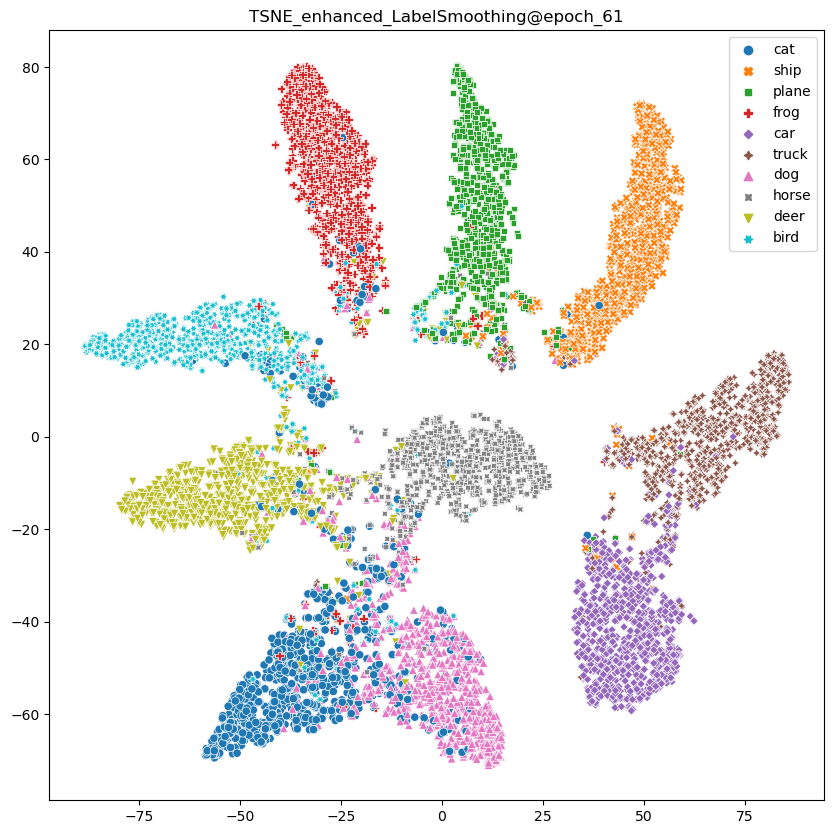 TSNE_enhanced_LabelSmoothing@epoch_61
cat
ship
plane
frog
car
truck
dog
horse
deer
bird
80
60
40
20
0
−20
−40
−60
−75
−50
−25
0
25
50
75